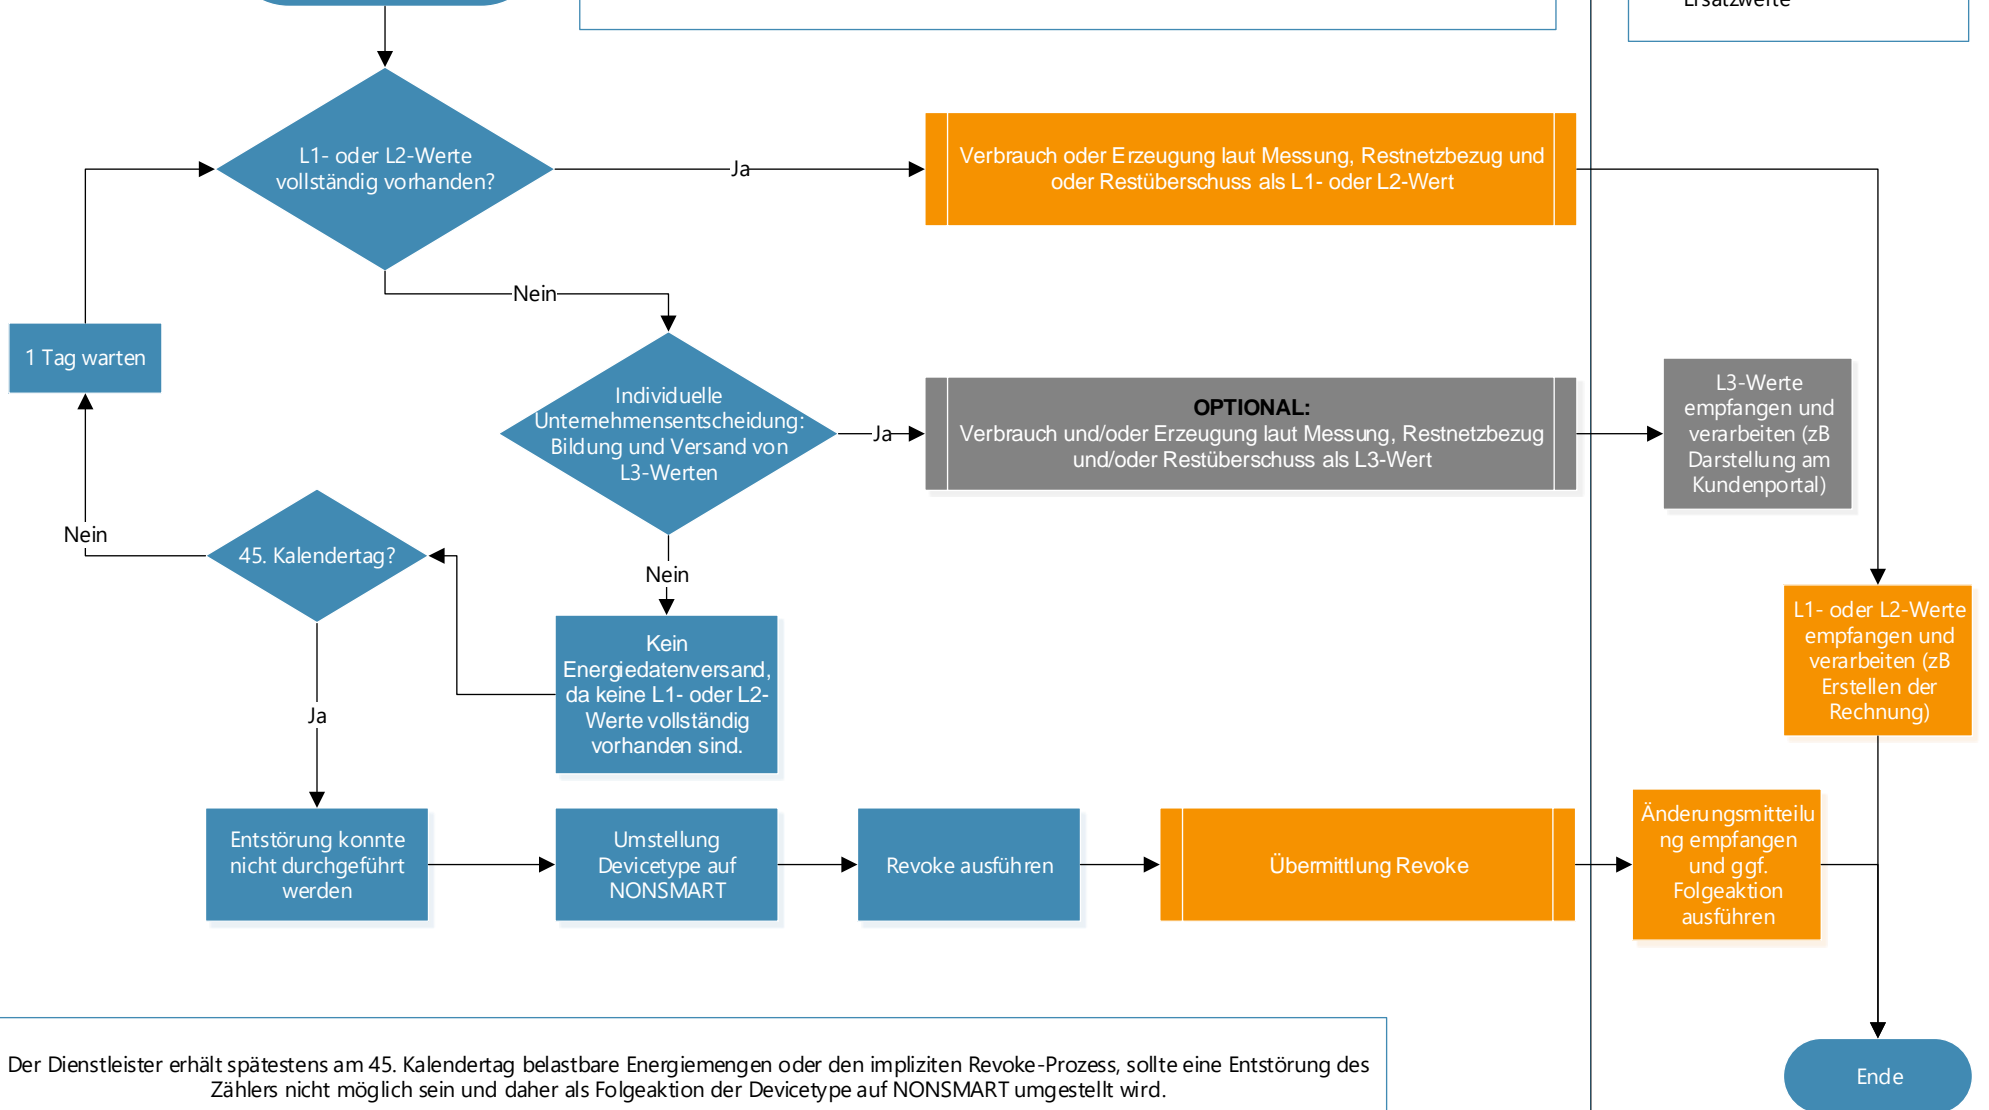 Ersatzwerte
L1- oder L2-Werte
vollständig vorhanden?
Ja
Verbrauch oder Erzeugung laut Messung, Restnetzbezug und
oder Restüberschuss als L1- oder L2-Wert
Nein
1 Tag warten
Individuelle
Unternehmensentscheidung:
Bildung und Versand von
L3-Werten
Ja
OPTIONAL:
Verbrauch und/oder Erzeugung laut Messung, Restnetzbezug
und/oder Restüberschuss als L3-Wert
L3-Werte
empfangen und
verarbeiten (zB
Darstellung am
Kundenportal)
Nein
45. Kalendertag?
Nein
Kein
Energiedatenversand,
da keine L1- oder L2-
Werte vollständig
vorhanden sind.
L1- oder L2-Werte
empfangen und
verarbeiten (zB
Erstellen der
Rechnung)
Ja
Entstörung konnte
nicht durchgeführt
werden
Umstellung
Devicetype auf
NONSMART
Revoke ausführen
Übermittlung Revoke
Änderungsmitteilu
ng empfangen
und ggf.
Folgeaktion
ausführen
Der Dienstleister erhält spätestens am 45. Kalendertag belastbare Energiemengen oder den impliziten Revoke-Prozess, sollte eine Entstörung des
Zählers nicht möglich sein und daher als Folgeaktion der Devicetype auf NONSMART umgestellt wird.
Ende